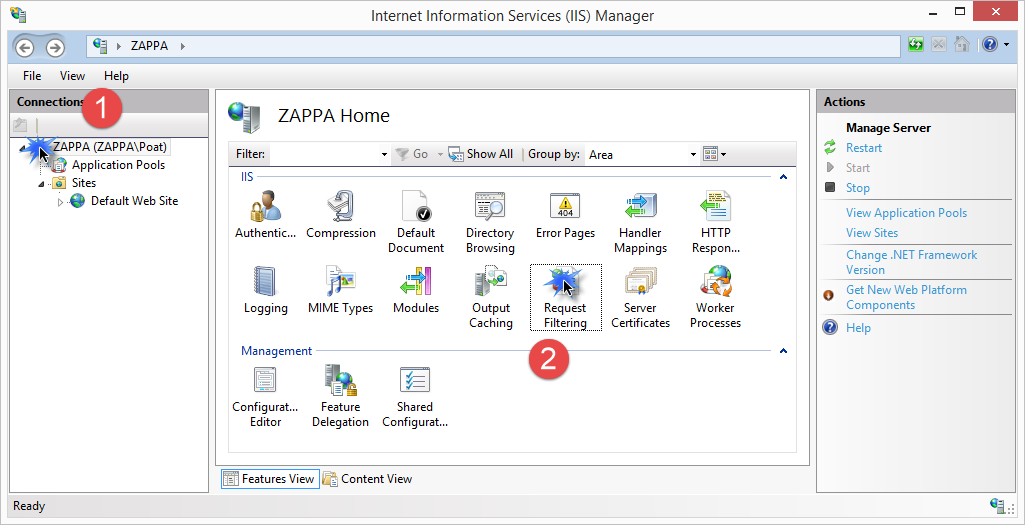 Internet Information Services (IIS) Manager
ZAPPA
File View Help
Connections
1
ZAPPA (ZAPPA\Poat)
Application Pools
Sites
Default Web Site
ZAPPA Home
Filter: Go Show All Group by: Area
IIS
Authentic... Compression Default Document Directory Browsing Error Pages 404 Handler Mappings HTTP Respon...
Logging MIME Types Modules Output Caching Request Filtering Server Certificates Worker Processes
2
Management
Configurat... Editor Feature Delegation Shared Configurat...
Features View Content View
Actions
Manage Server
Restart
Start
Stop
View Application Pools
View Sites
Change .NET Framework
Version
Get New Web Platform
Components
Help
Ready